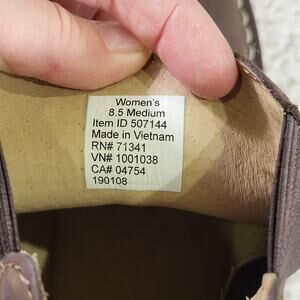 Women's
8.5 Medium
Item ID 507144
Made in Vietnam
RN# 71341
VN# 1001038
CA# 04754
190108